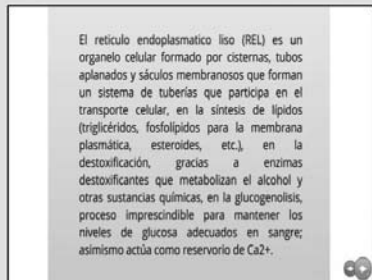 El reticulo endoplasmatico liso (REL) es un
organelo celular formado por cisternas, tubos
aplanados y sáculos membranosos que forman
un sistema de tuberías que participa en el
transporte celular, en la síntesis de lípidos
(triglicéridos, fosfolípidos para la membrana
plasmática, esteroides, etc.), en la
destoxificación, gracias a enzimas
destoxificantes que metabolizan el alcohol y
otras sustancias químicas, en la glucogenolisis,
proceso imprescindible para mantener los
niveles de glucosa adecuados en sangre;
asimismo actúa como reservorio de Ca2+.